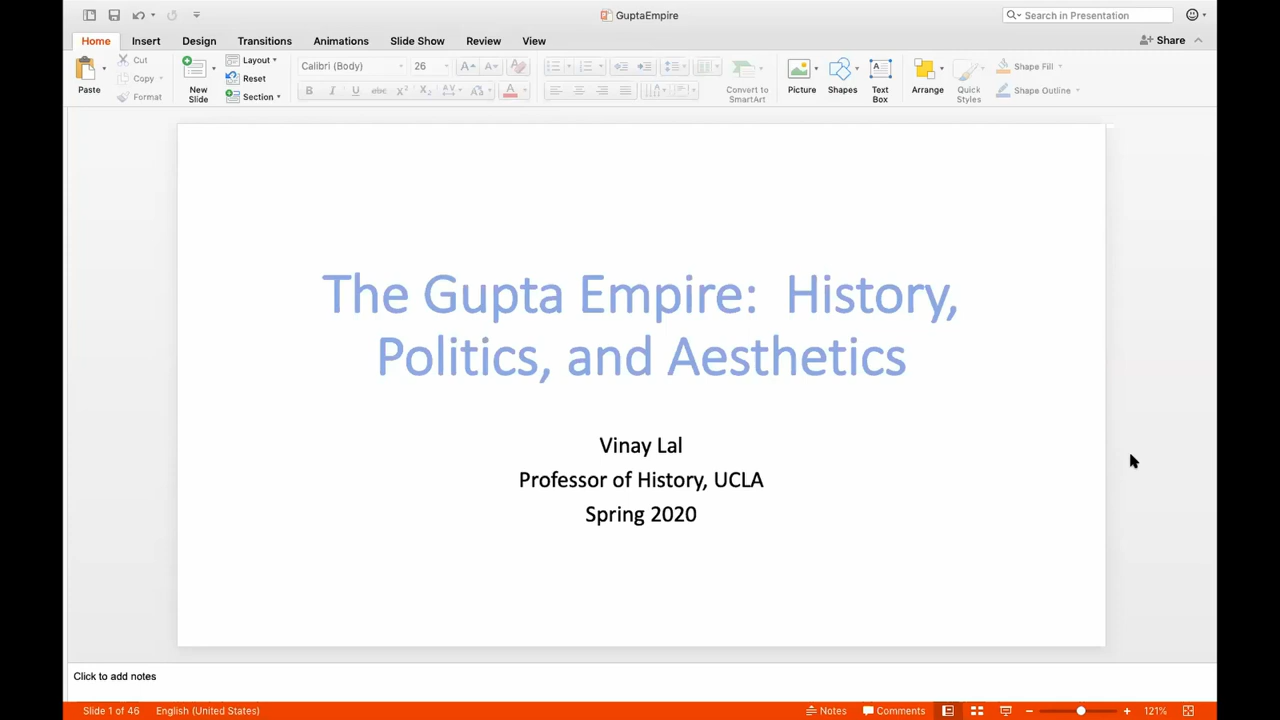 GuptaEmpire
Search in Presentation
Home Insert Design Transitions Animations Slide Show Review View
Share
Paste
Cut
Copy
Format
New Slide
Layout
Reset
Section
Calibri (Body) 26
Convert to SmartArt
Picture
Shapes
Text Box
Arrange
Quick Styles
Shape Fill
Shape Outline
The Gupta Empire: History,
Politics, and Aesthetics
Vinay Lal
Professor of History, UCLA
Spring 2020
Click to add notes
Slide 1 of 46 English (United States) Notes Comments 121%